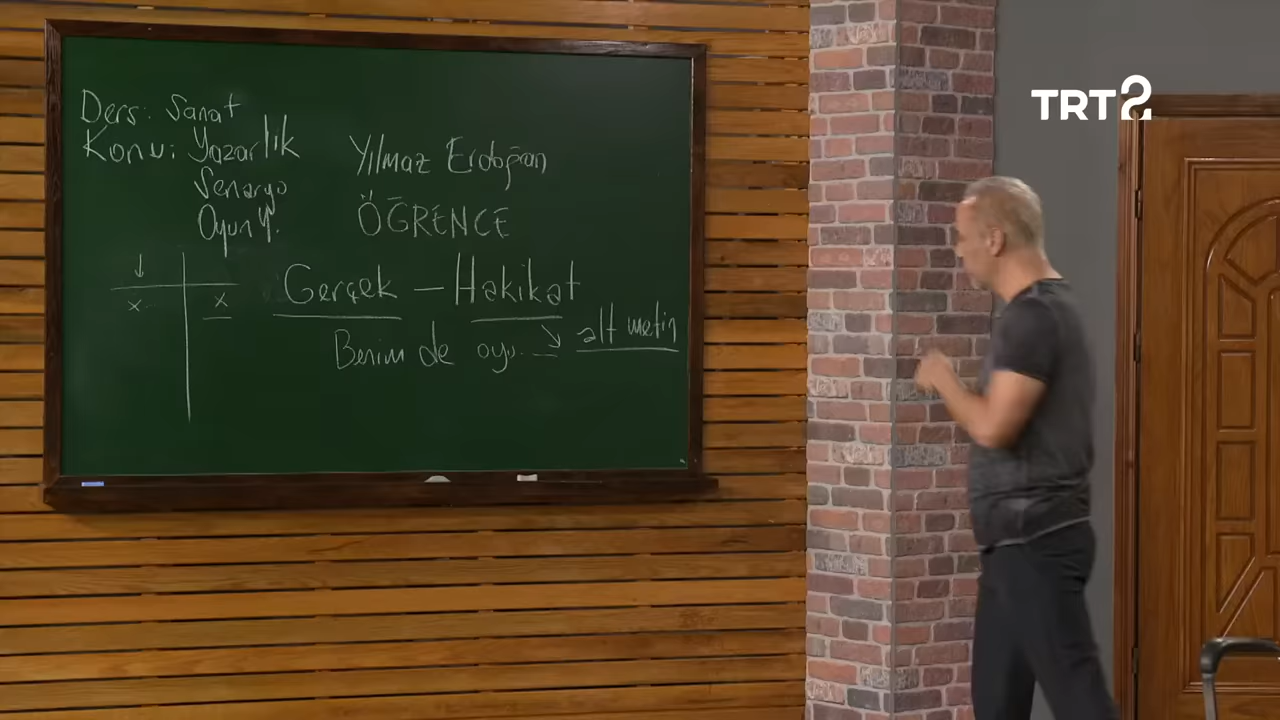 Ders: Sanat
Konu: Yazarlık
Senaryo
Oyun Y.
Yılmaz Erdoğan
ÖĞRENCE
↓
x x
Gerçek – Hakikat
Benim de oyu.. → alt metin
TRT2